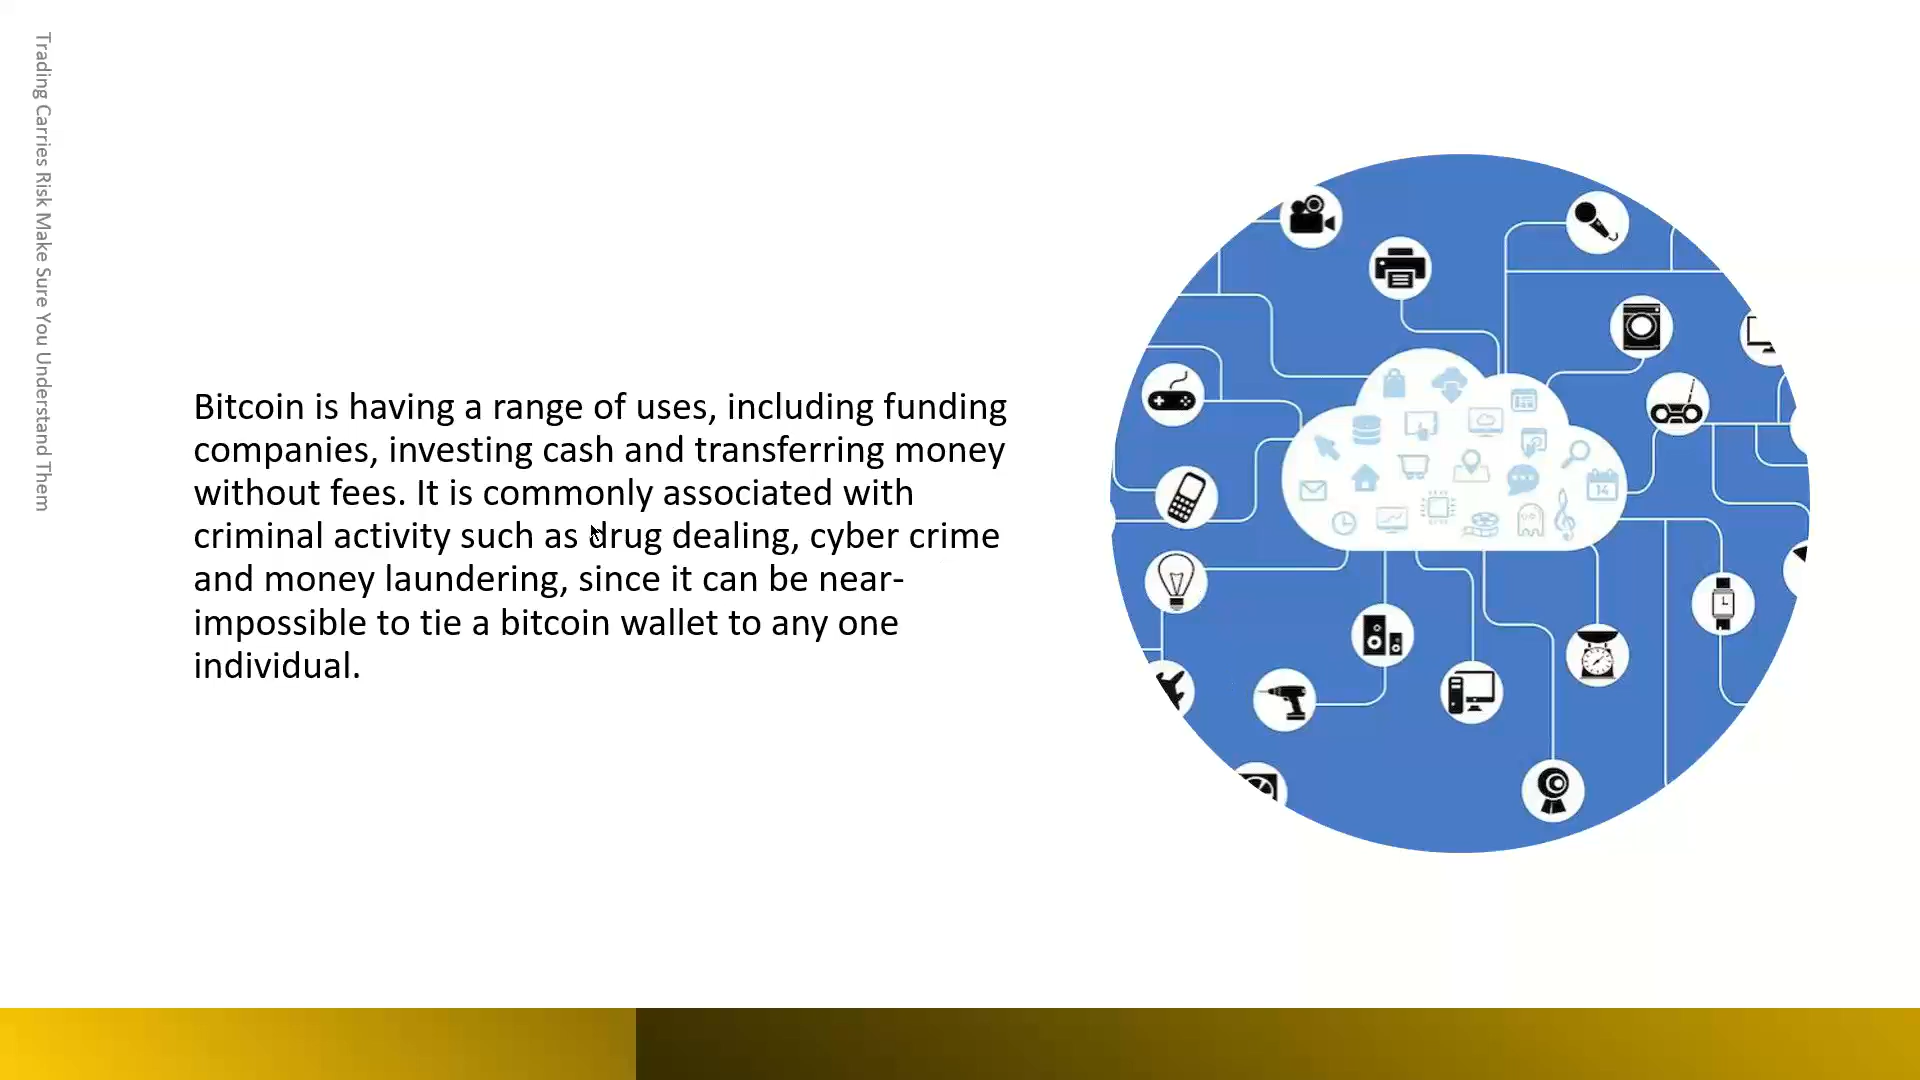 Trading Carries Risk Make Sure You Understand Them
Bitcoin is having a range of uses, including funding
companies, investing cash and transferring money
without fees. It is commonly associated with
criminal activity such as drug dealing, cyber crime
and money laundering, since it can be near-
impossible to tie a bitcoin wallet to any one
individual.
14